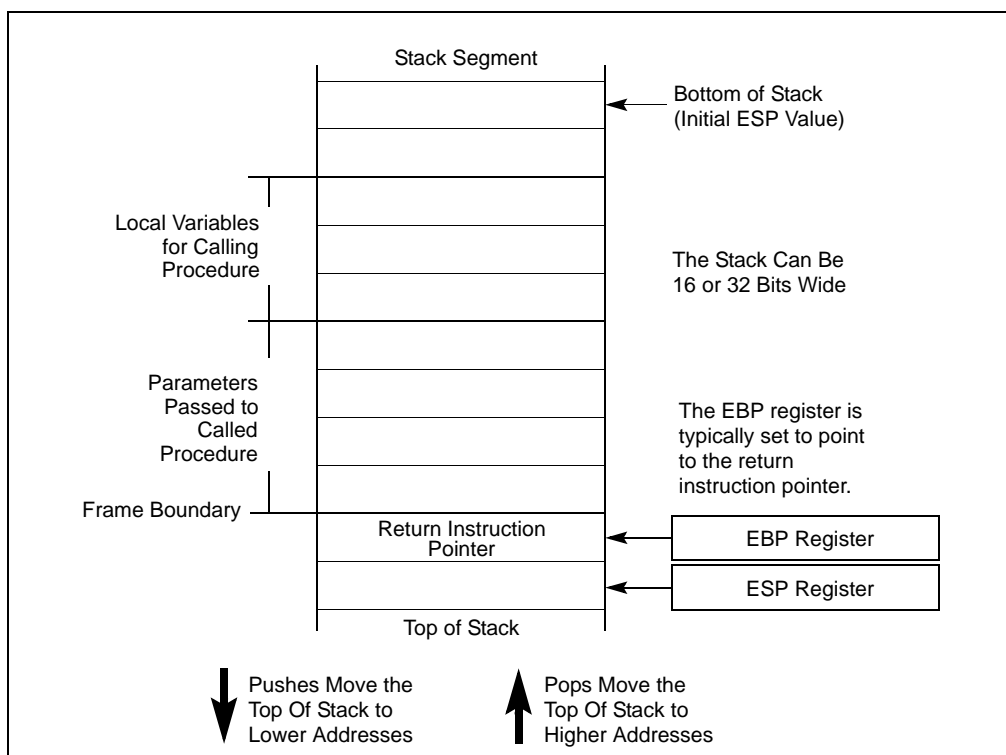 Stack Segment
Bottom of Stack
(Initial ESP Value)
Local Variables
for Calling
Procedure
The Stack Can Be
16 or 32 Bits Wide
Parameters
Passed to
Called
Procedure
The EBP register is
typically set to point
to the return
instruction pointer.
Frame Boundary
Return Instruction
Pointer
EBP Register
ESP Register
Top of Stack
Pushes Move the
Top Of Stack to
Lower Addresses
Pops Move the
Top Of Stack to
Higher Addresses